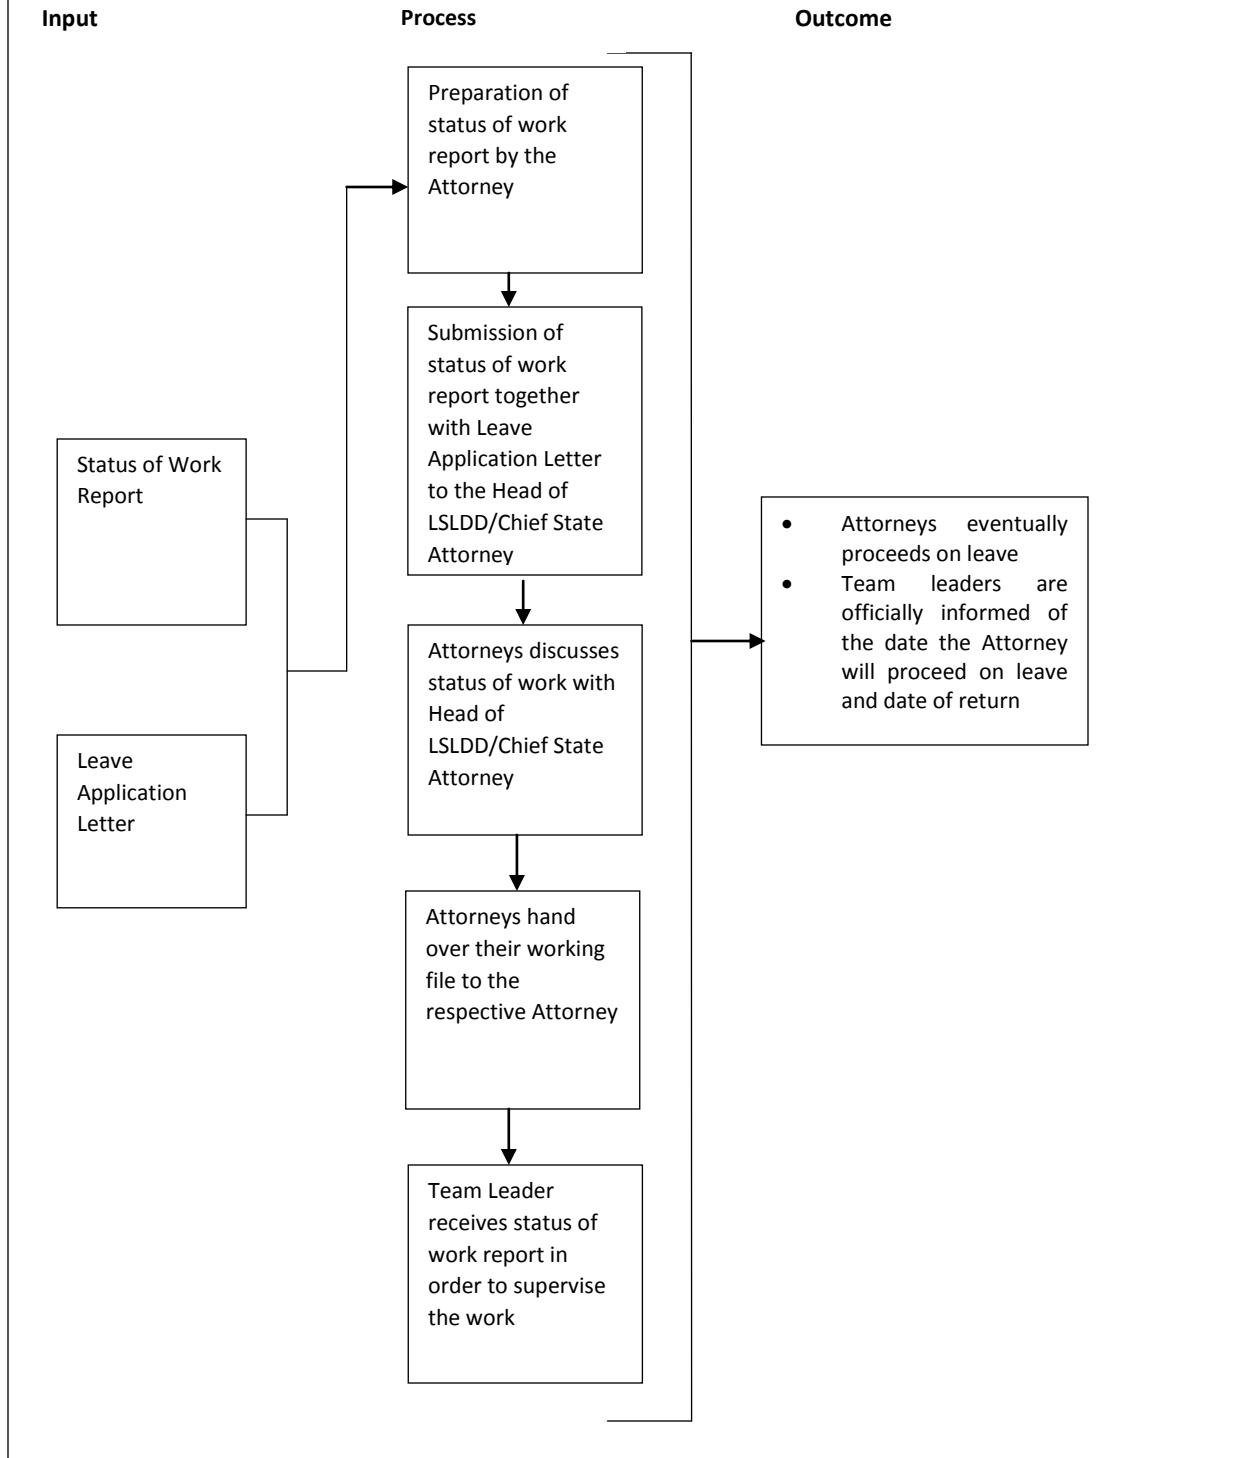 Input
Process
Outcome
Preparation of
status of work
report by the
Attorney
Submission of
status of work
report together
with Leave
Application Letter
to the Head of
LSLDD/Chief State
Attorney
Status of Work
Report
Leave
Application
Letter
Attorneys discusses
status of work with
Head of
LSLDD/Chief State
Attorney
Attorneys hand
over their working
file to the
respective Attorney
Team Leader
receives status of
work report in
order to supervise
the work
• Attorneys eventually
proceeds on leave
• Team leaders are
officially informed of
the date the Attorney
will proceed on leave
and date of return